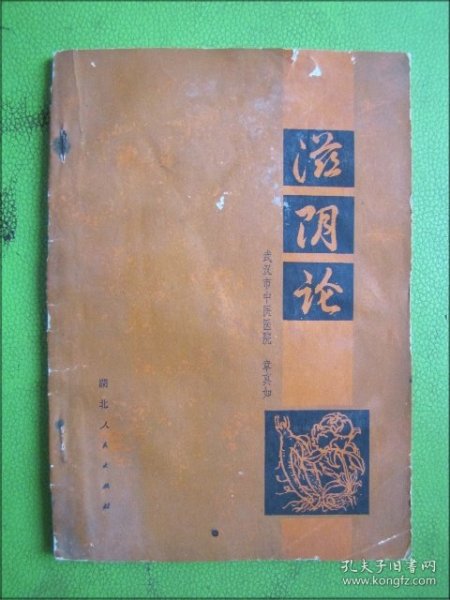 滋阴论
武汉市中医医院 章真如
湖北人民出版社
孔夫子旧书网
www.kongfz.com